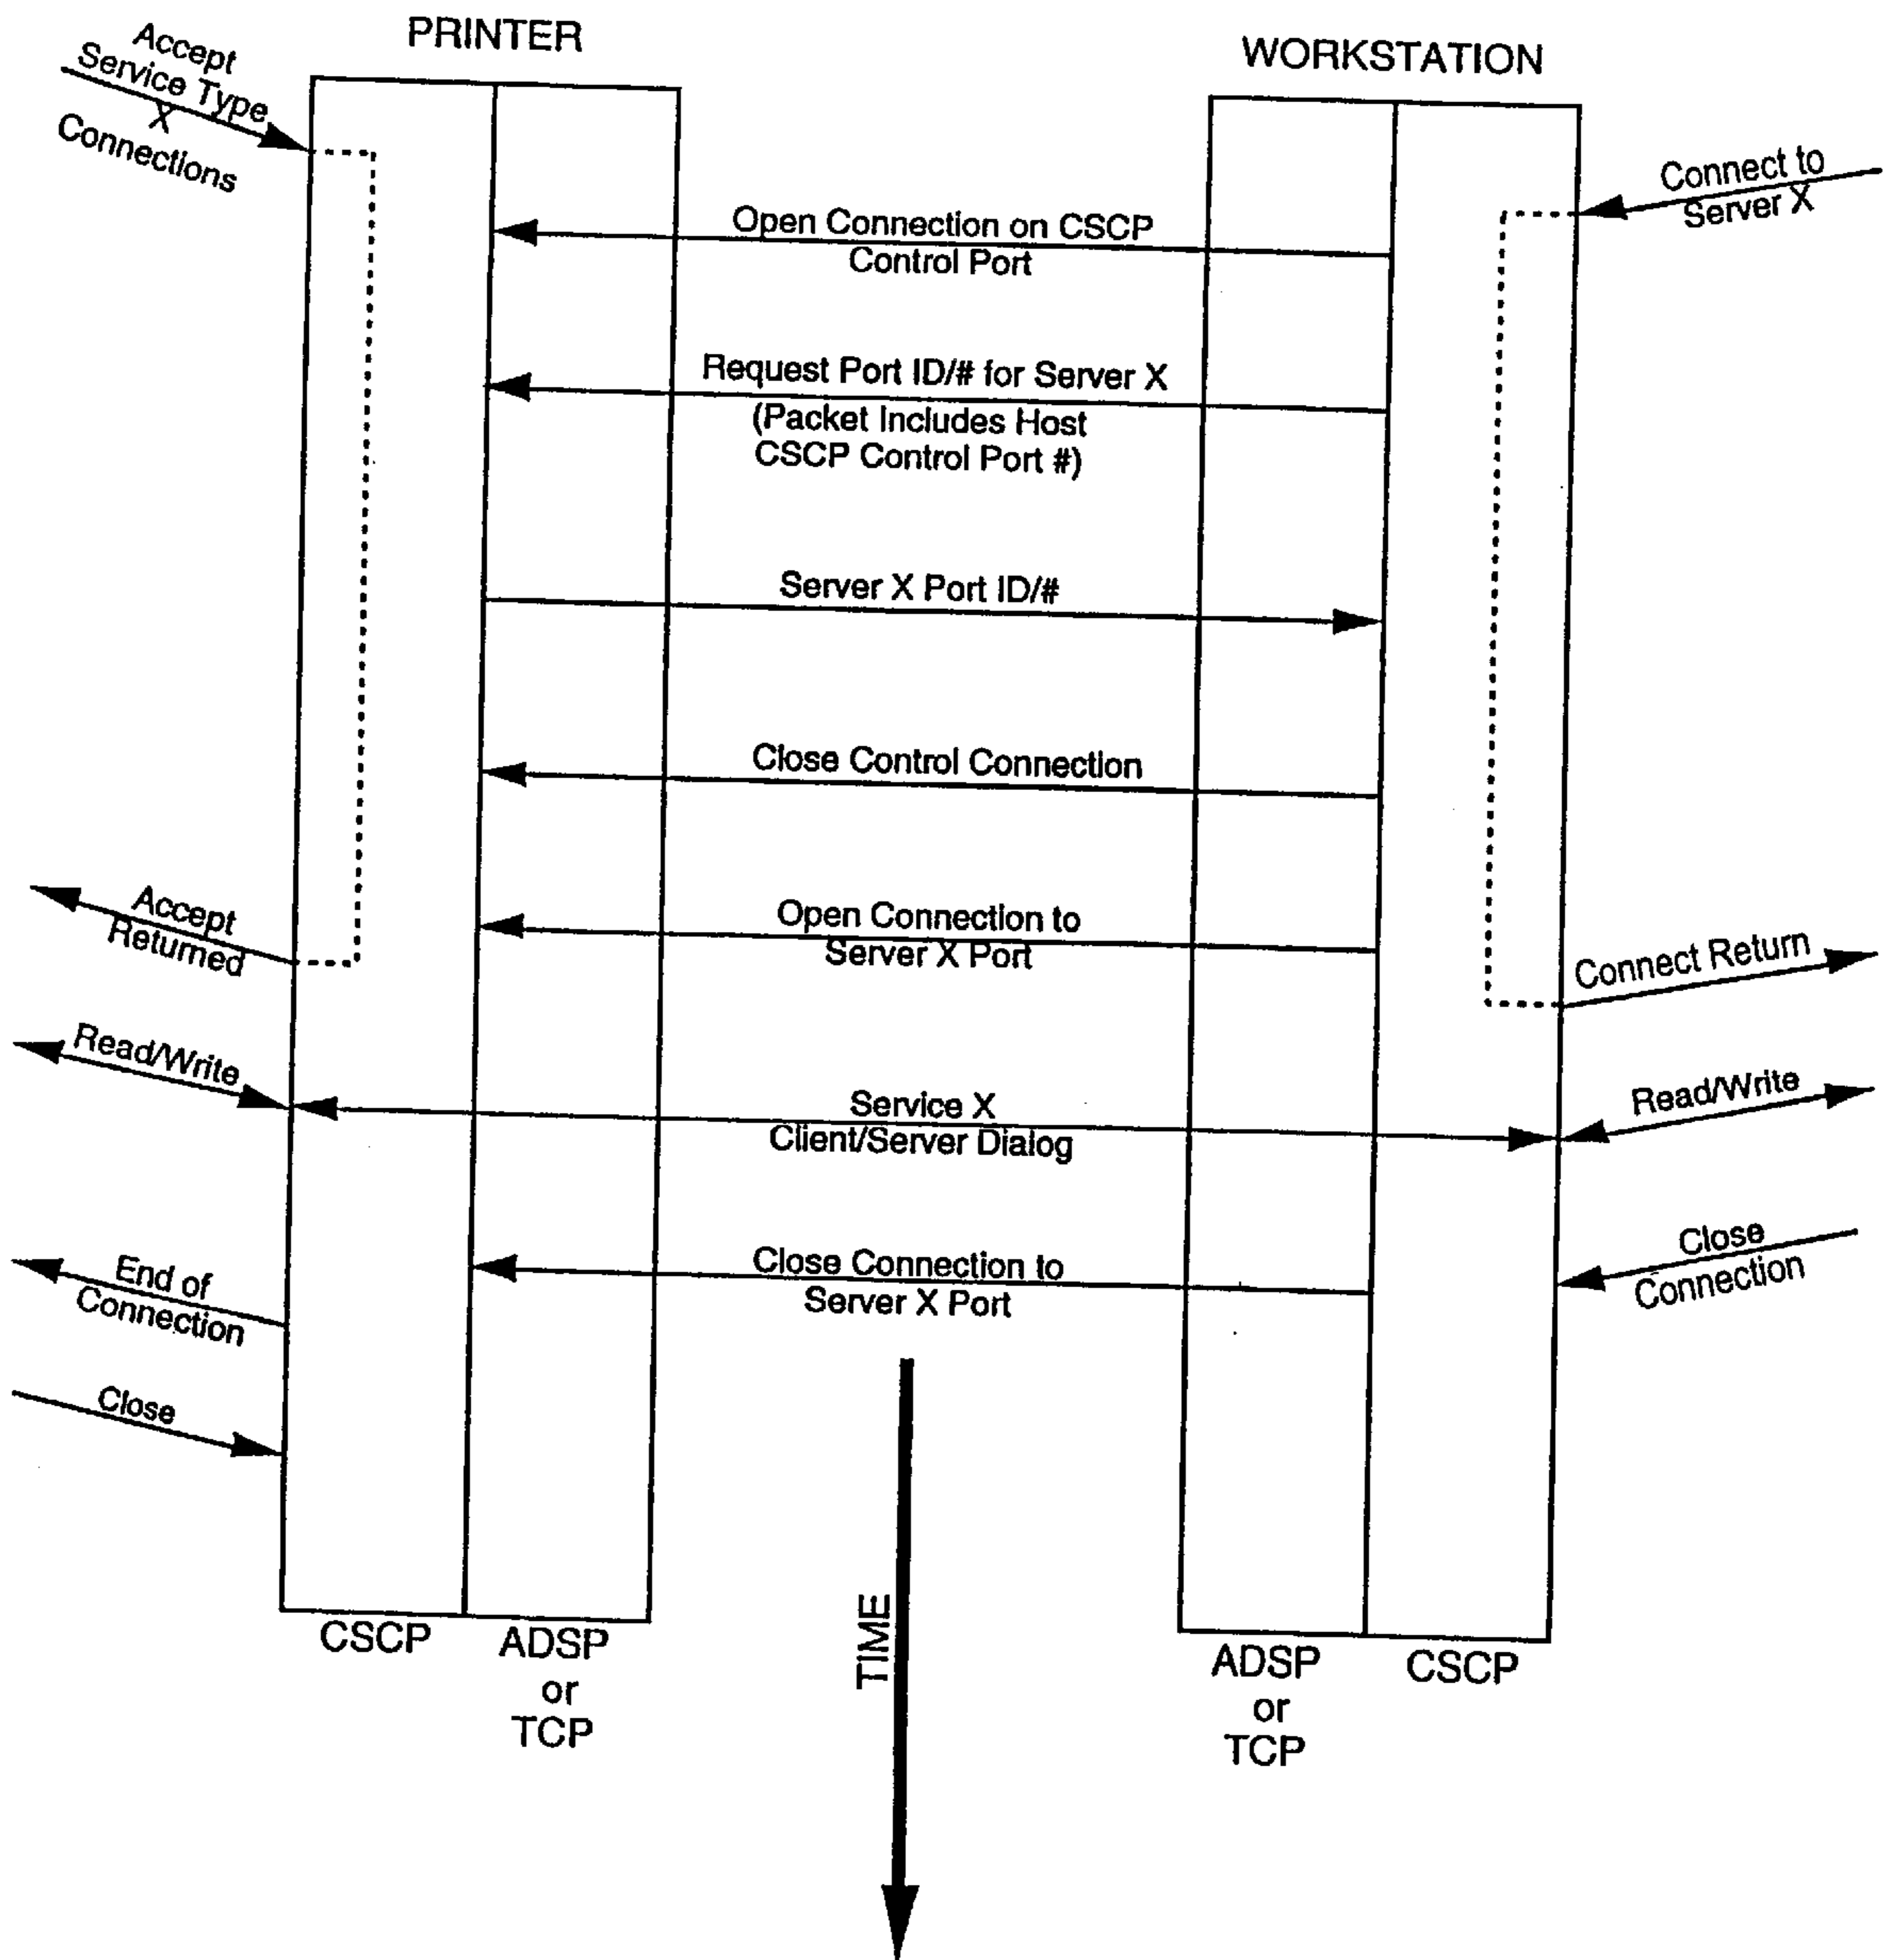 PRINTER
WORKSTATION
Accept
Service Type
X
Connections
Connect to
Server X
Open Connection on CSCP
Control Port
Request Port ID/# for Server X
(Packet Includes Host
CSCP Control Port #)
Server X Port ID/#
Close Control Connection
Accept
Returned
Open Connection to
Server X Port
Connect Return
Read/Write
Service X
Client/Server Dialog
Read/Write
End of
Connection
Close Connection to
Server X Port
Close
Connection
Close
TIME
CSCP
ADSP
or
TCP
ADSP
or
TCP
CSCP